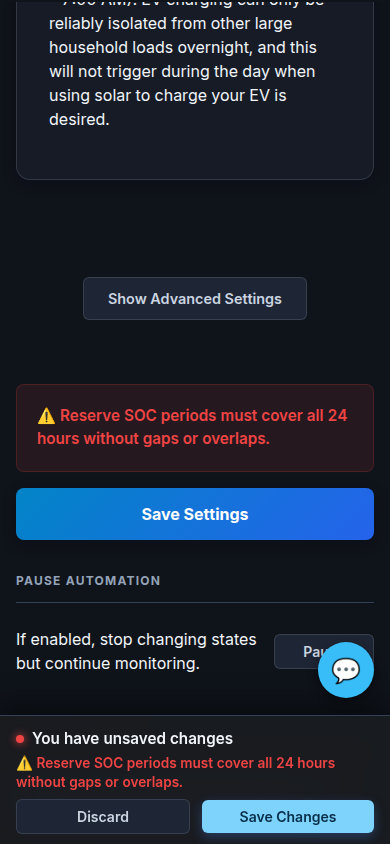 reliably isolated from other large
household loads overnight, and this
will not trigger during the day when
using solar to charge your EV is
desired.
Show Advanced Settings
⚠️ Reserve SOC periods must cover all 24
hours without gaps or overlaps.
Save Settings
PAUSE AUTOMATION
If enabled, stop changing states
but continue monitoring.
You have unsaved changes
⚠️ Reserve SOC periods must cover all 24 hours
without gaps or overlaps.
Discard
Save Changes